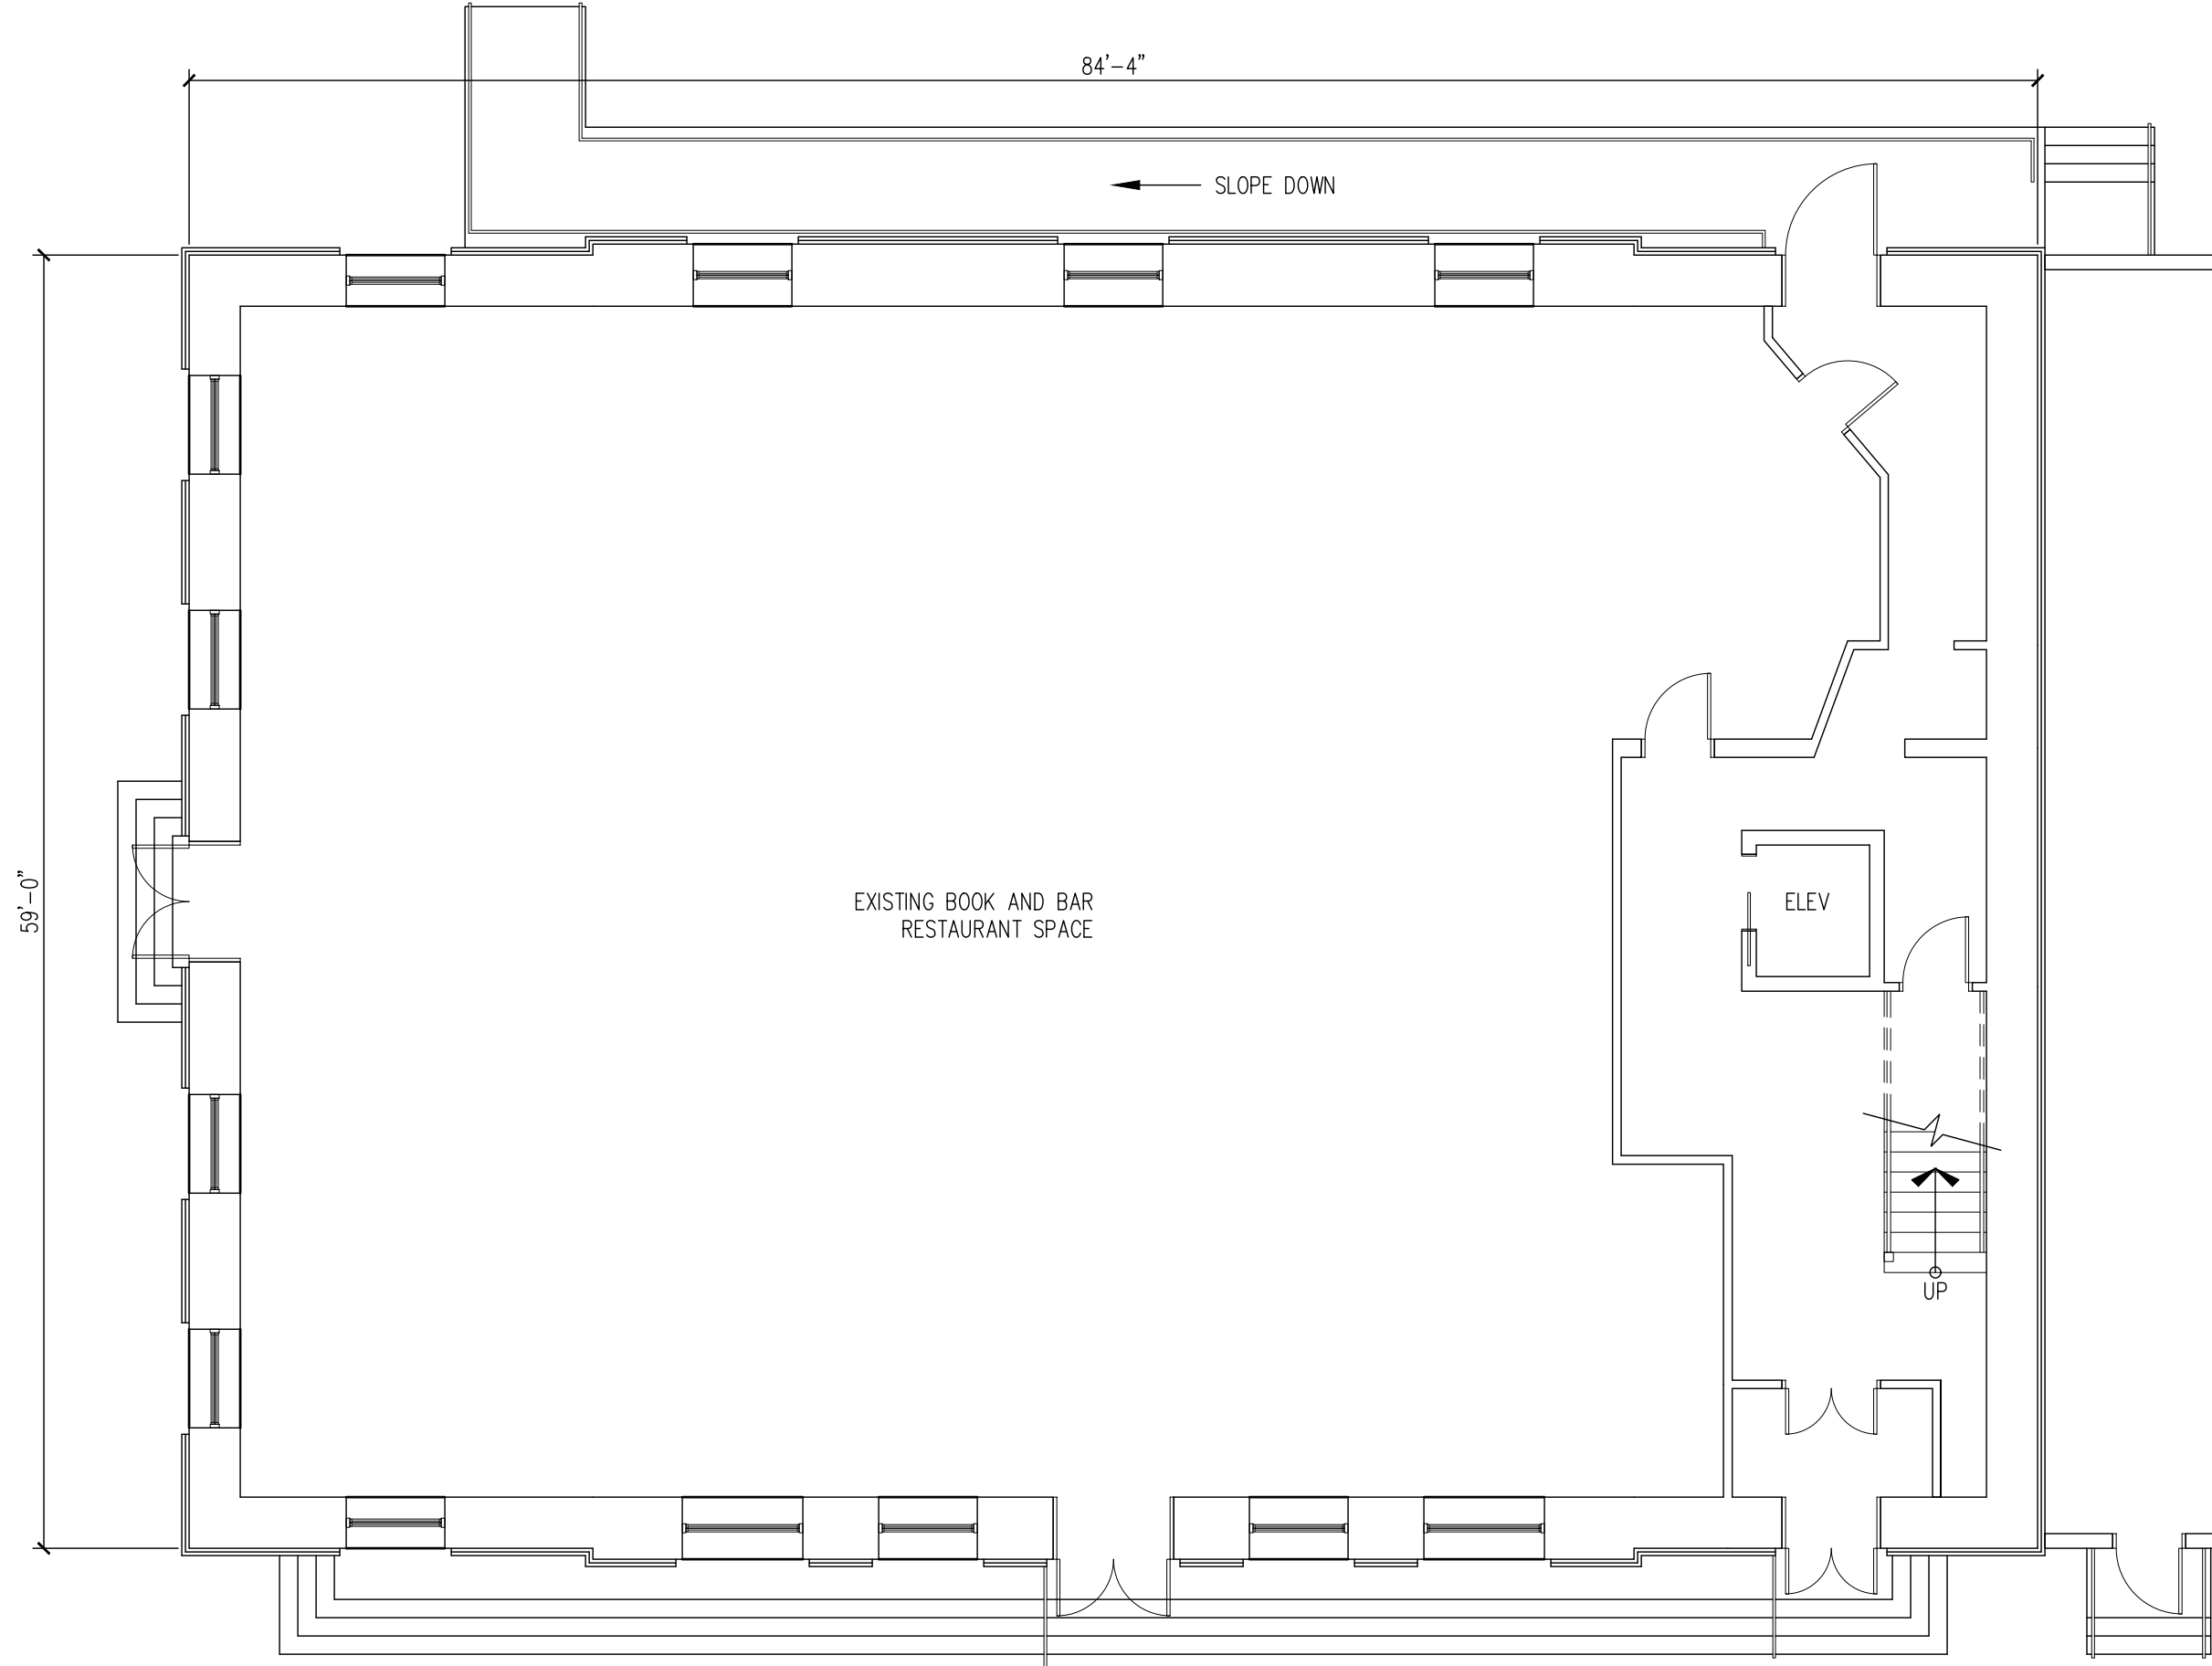 84'-4"
SLOPE DOWN
59'-0"
EXISTING BOOK AND BAR
RESTAURANT SPACE
ELEV
UP